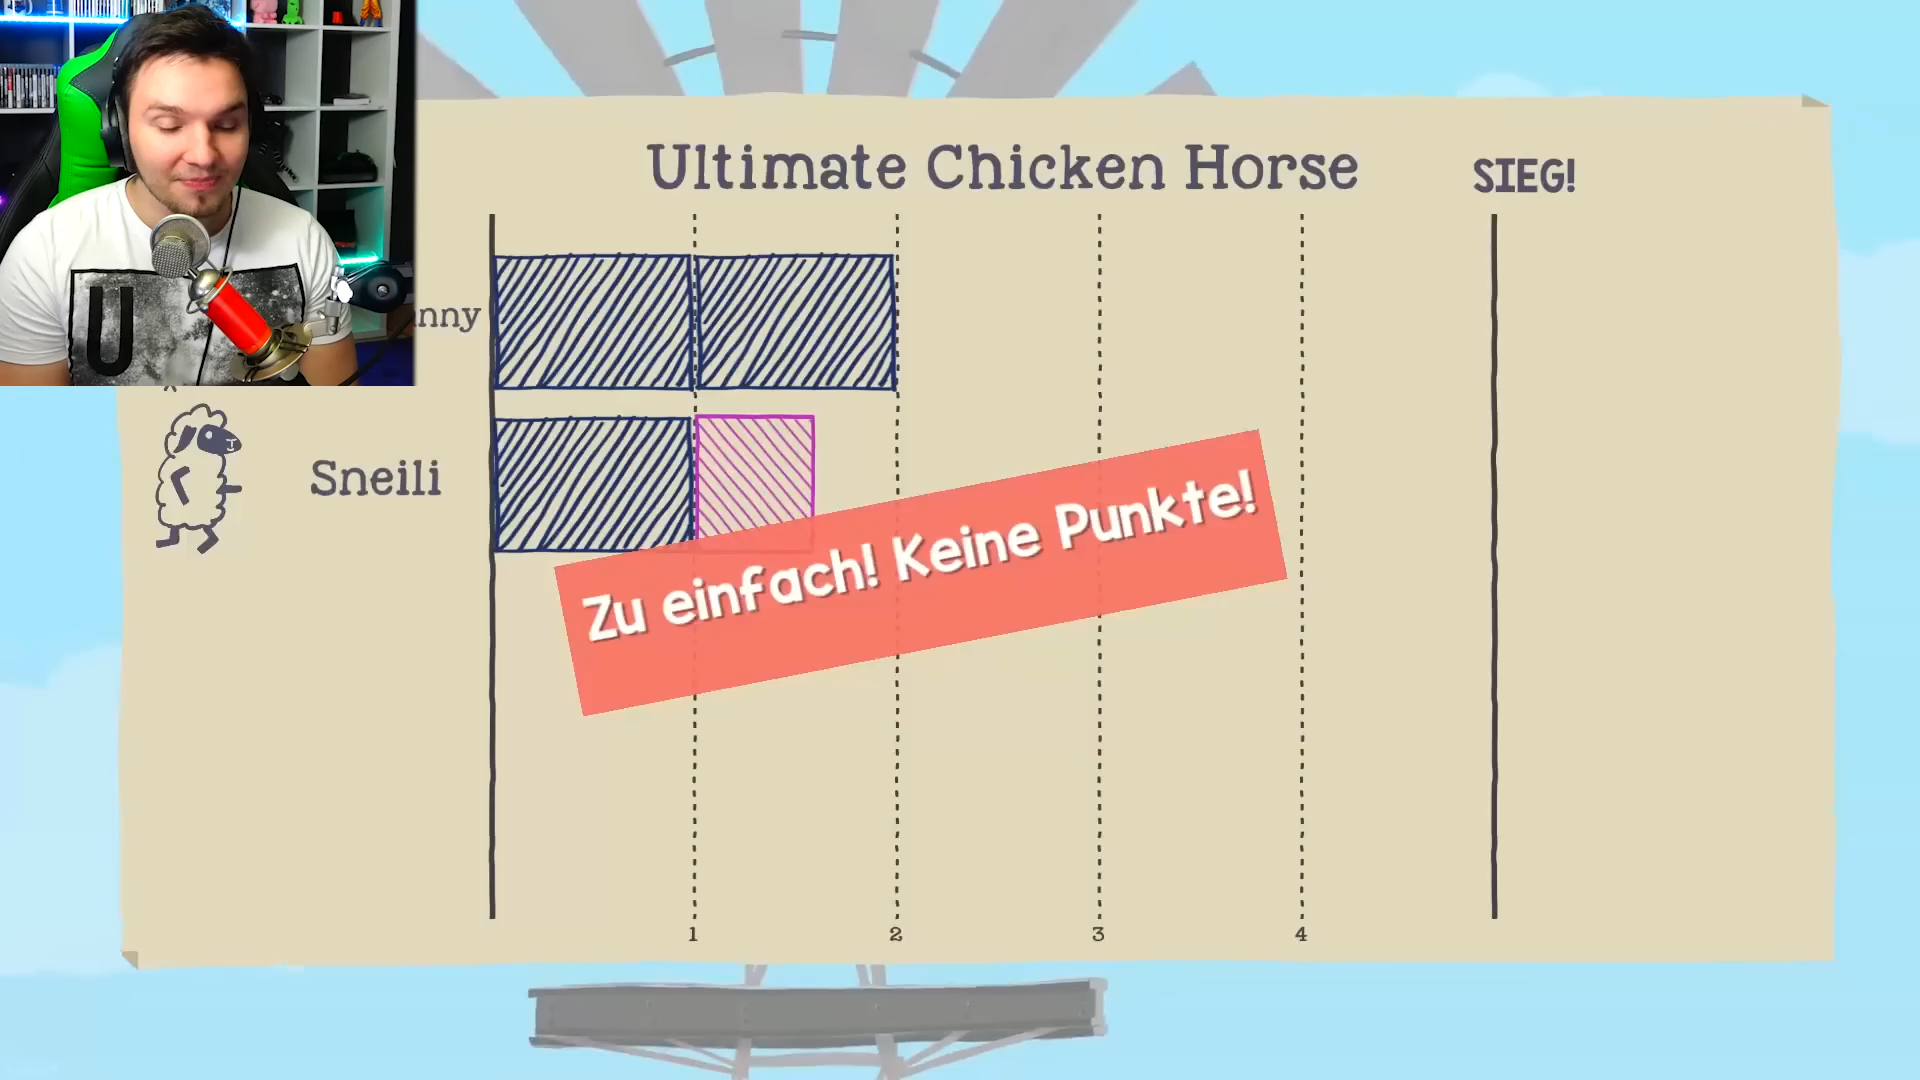 Ultimate Chicken Horse
SIEG!
U
nny
Sneili
Zu einfach! Keine Punkte!
1 2 3 4